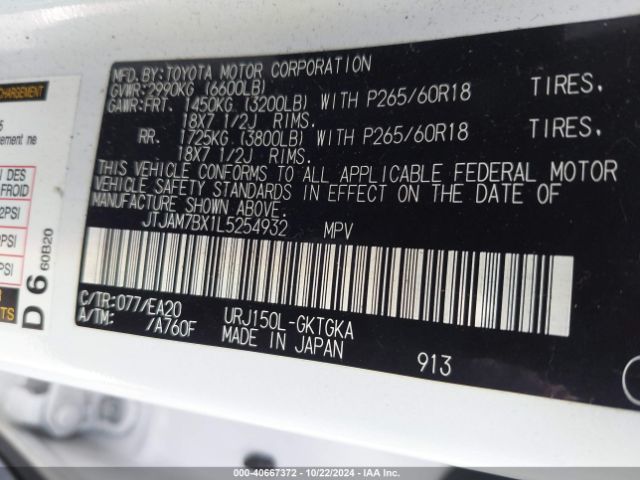 MFD. BY: TOYOTA MOTOR CORPORATION
GVWR: 2990KG (6600LB)
GAWR: FRT. 1450KG (3200LB) WITH P265/60R18 TIRES.
18X7 1/2J RIMS.
RR. 1725KG (3800LB) WITH P265/60R18 TIRES.
18X7 1/2J RIMS.
THIS VEHICLE CONFORMS TO ALL APPLICABLE FEDERAL MOTOR
VEHICLE SAFETY STANDARDS IN EFFECT ON THE DATE OF
MANUFACTURE SHOWN ABOVE.
JTJAM7BX1L5254932 MPV
C/TR: 077/EA20 URJ150L-GKTGKA
A/TM: /A760F MADE IN JAPAN
913
CHARGEMENT
DES
FROID
PSI
PSI
D 6 60B20
TS
000-40667372 - 10/22/2024 - IAA Inc.